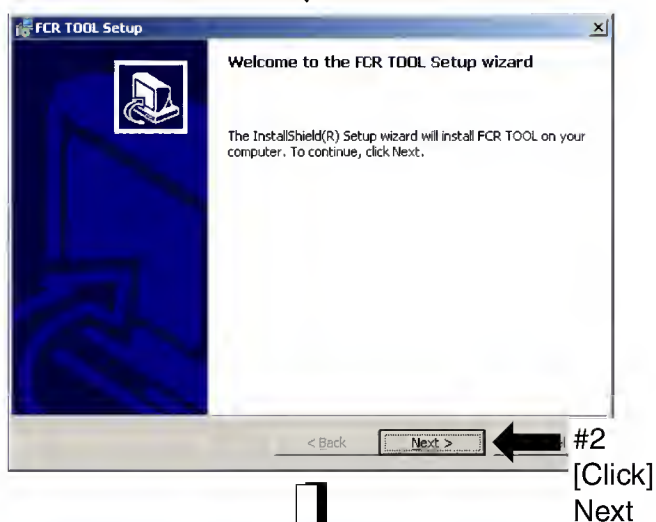 FCR TOOL Setup
Welcome to the FCR TOOL Setup wizard
The InstallShield(R) Setup wizard will install FCR TOOL on your
computer. To continue, click Next.
< Back
Next >
#2
[Click]
Next